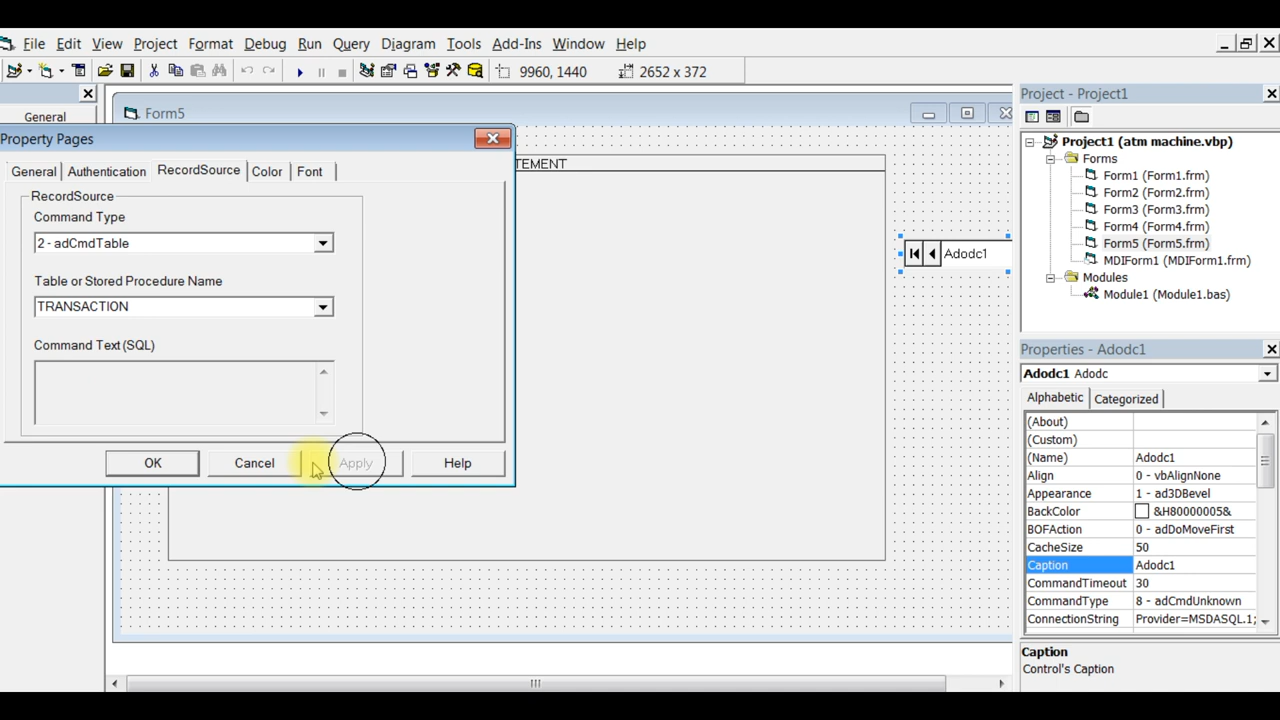 File Edit View Project Format Debug Run Query Diagram Tools Add-Ins Window Help
9960, 1440 2652 x 372
General
Form5
Property Pages
General Authentication RecordSource Color Font
RecordSource
Command Type
2 - adCmdTable
Table or Stored Procedure Name
TRANSACTION
Command Text (SQL)
OK Cancel Apply Help
TEMENT
Adodc1
Project - Project1
Project1 (atm machine.vbp)
Forms
Form1 (Form1.frm)
Form2 (Form2.frm)
Form3 (Form3.frm)
Form4 (Form4.frm)
Form5 (Form5.frm)
MDIForm1 (MDIForm1.frm)
Modules
Module1 (Module1.bas)
Properties - Adodc1
Adodc1 Adodc
Alphabetic Categorized
(About)
(Custom)
(Name) Adodc1
Align 0 - vbAlignNone
Appearance 1 - ad3DBevel
BackColor &H80000005&
BOFAction 0 - adDoMoveFirst
CacheSize 50
Caption Adodc1
CommandTimeout 30
CommandType 8 - adCmdUnknown
ConnectionString Provider=MSDASQL.1;
Caption
Control's Caption